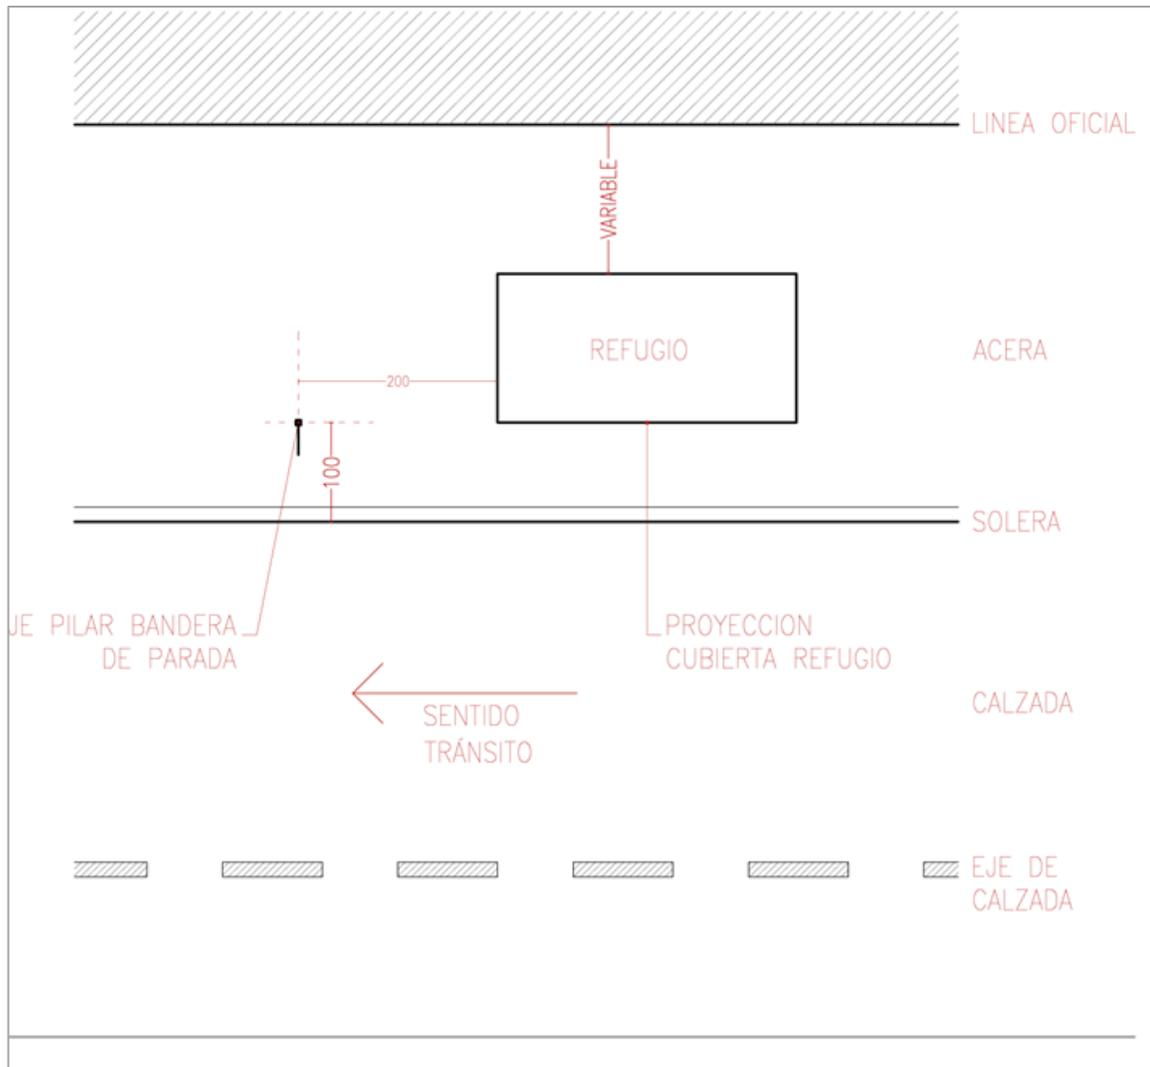 LINEA OFICIAL
VARIABLE
REFUGIO
ACERA
200
100
SOLERA
JE PILAR BANDERA
DE PARADA
PROYECCION
CUBIERTA REFUGIO
SENTIDO
TRÁNSITO
CALZADA
EJE DE
CALZADA